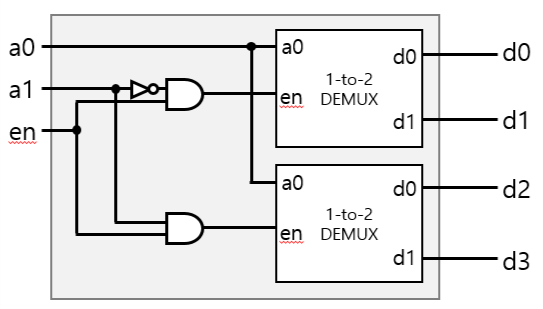 a0
a1
en
a0
en
1-to-2
DEMUX
d0
d1
a0
en
1-to-2
DEMUX
d0
d1
d0
d1
d2
d3